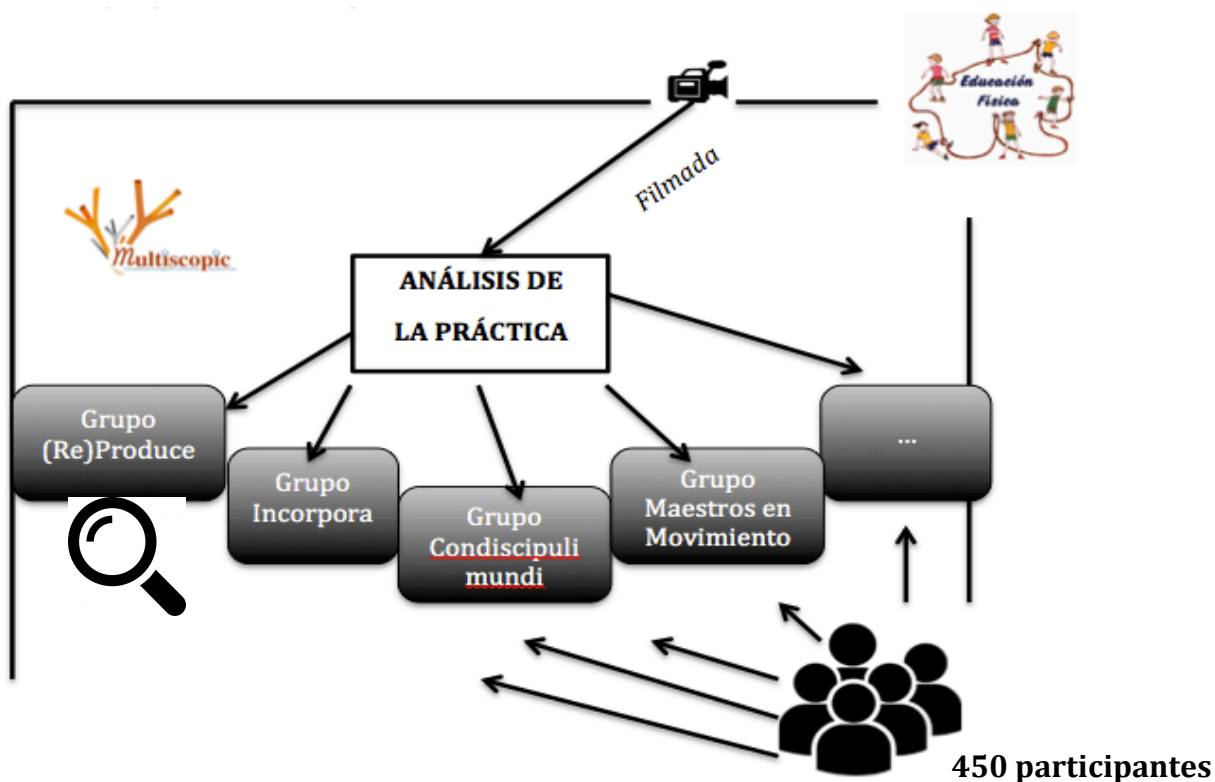 Educación
Física
Filmada
Multiscopic
ANÁLISIS DE
LA PRÁCTICA
Grupo
(Re)Produce
Grupo
Incorpora
Grupo
Condiscipuli
mundi
Grupo
Maestros en
Movimiento
...
450 participantes